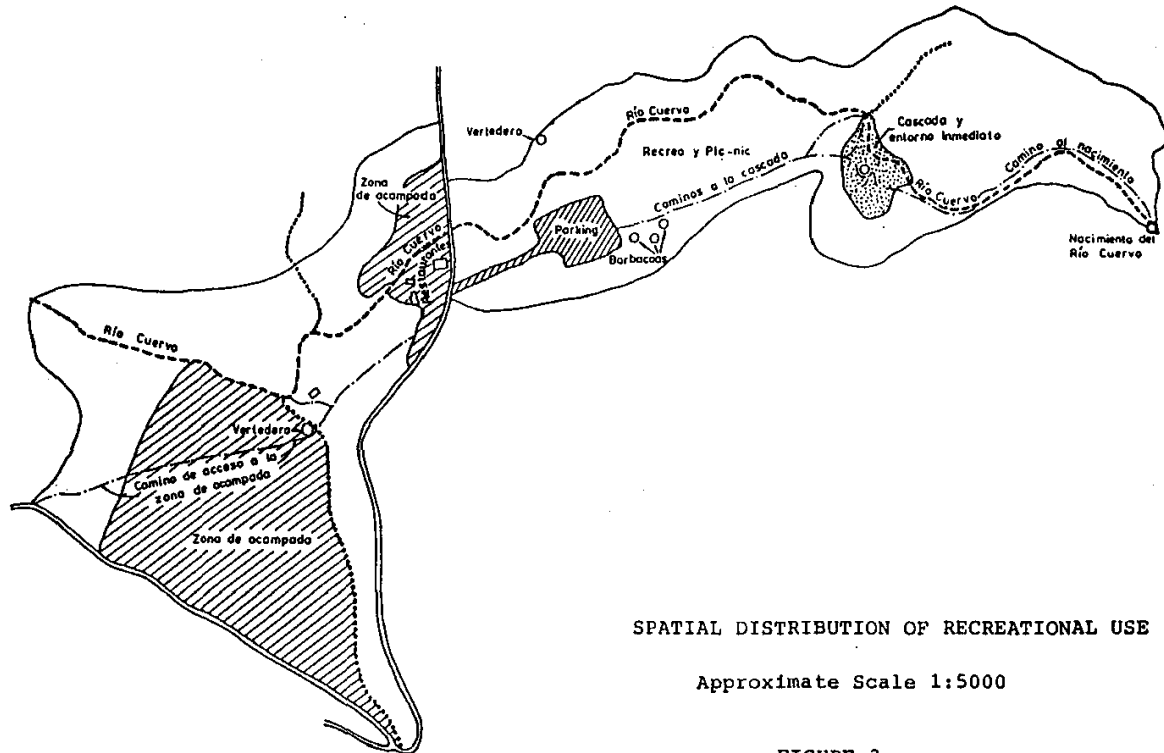 Río Cuervo
Vertedero
Cascada y
entorno Inmediato
Recreo y Pic-nic
Caminos a la cascada
Camino al nacimiento
Río Cuervo
Nacimiento del
Río Cuervo
Zona
de acampada
Parking
Barbacoas
Río Cuervo
Restaurantes
Río Cuervo
Vertedero
Camino de acceso a la
zona de acampada
Zona de acampada
SPATIAL DISTRIBUTION OF RECREATIONAL USE
Approximate Scale 1:5000